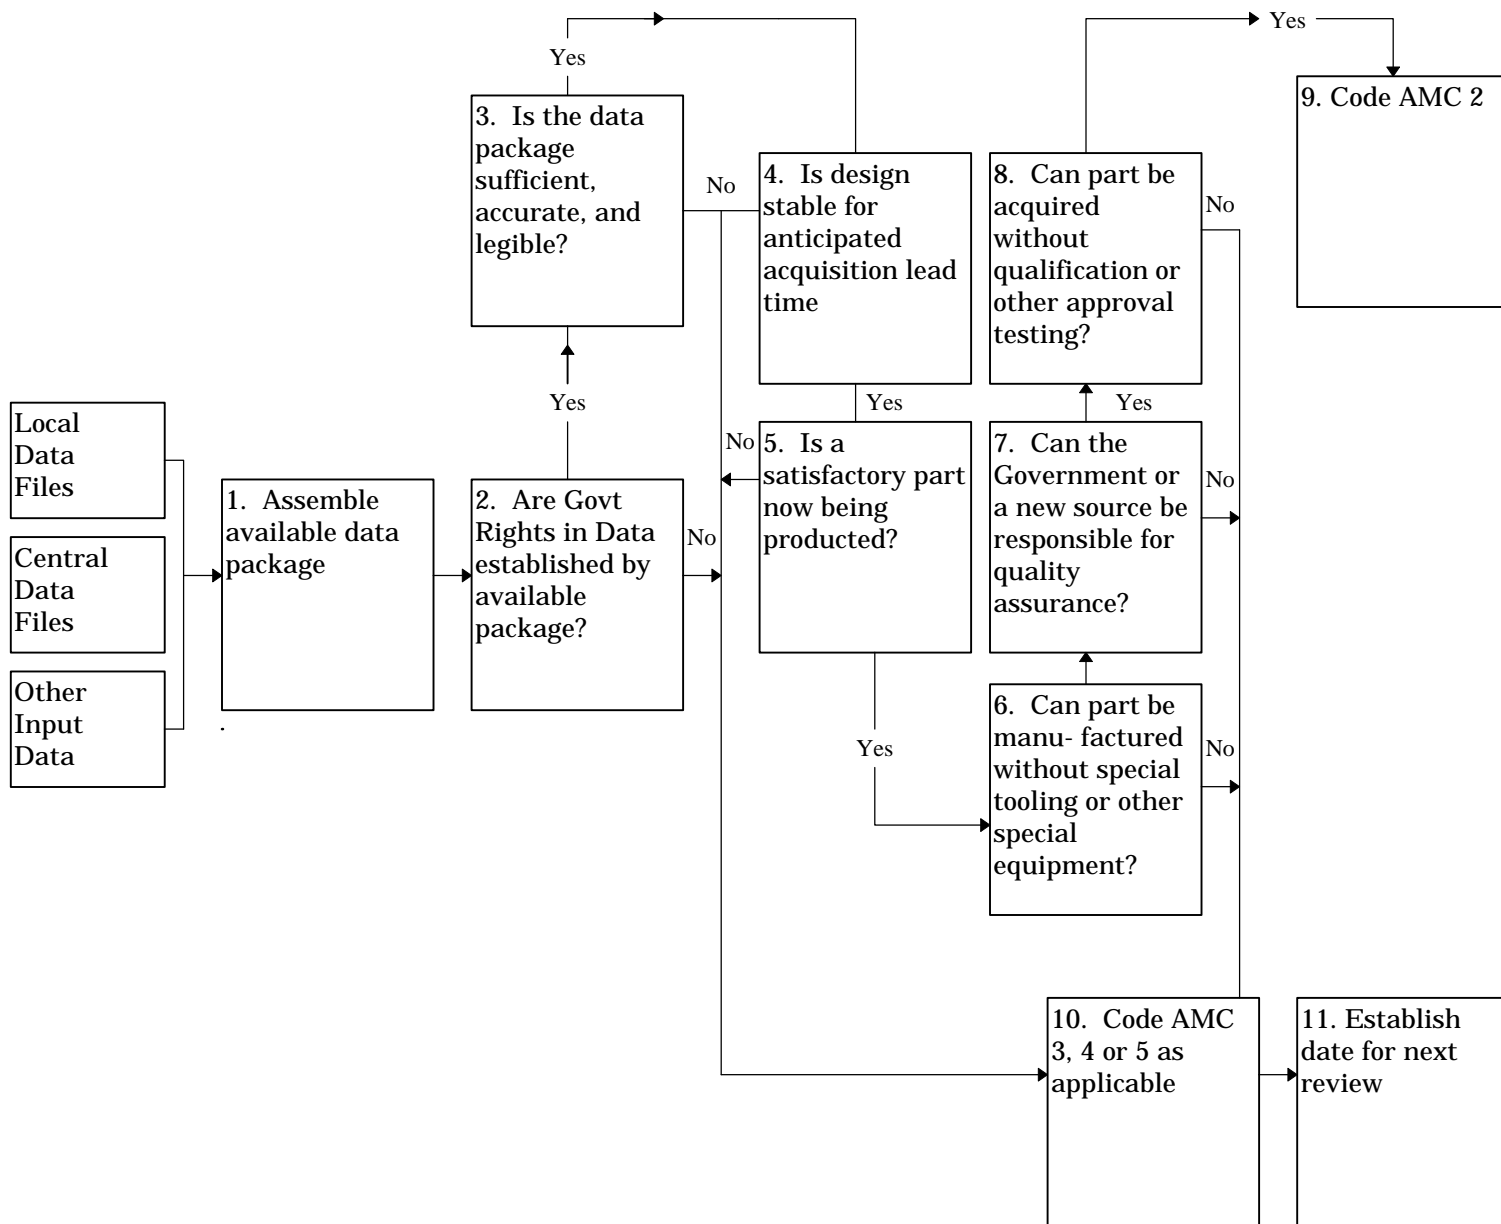 Yes
Yes
9. Code AMC 2
3.  Is the data
package
sufficient,
accurate, and
legible?
No
4.  Is design
stable for
anticipated
acquisition lead
time
8.  Can part be
acquired
without
qualification or
other approval
testing?
No
Local
Data
Files
Yes
Yes
Yes
1.  Assemble
available data
package
2.  Are Govt
Rights in Data
established by
available
package?
No
No
5.  Is a
satisfactory part
now being
producted?
7.  Can the
Government or
a new source be
responsible for
quality
assurance?
No
Central
Data
Files
Other
Input
Data
.
Yes
6.  Can part be
manu- factured
without special
tooling or other
special
equipment?
No
10.  Code AMC
3, 4 or 5 as
applicable
11. Establish
date for next
review